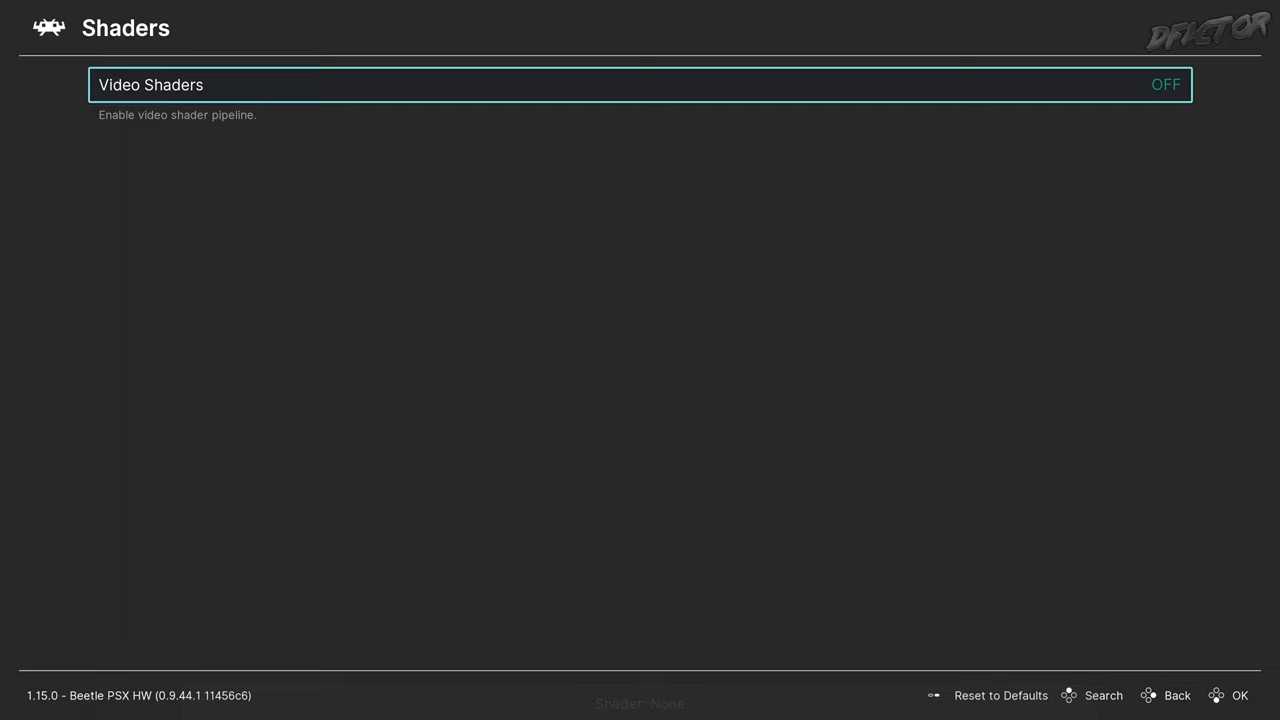 Shaders
DFACTOR
Video Shaders OFF
Enable video shader pipeline.
Shader: None
1.15.0 - Beetle PSX HW (0.9.44.1 11456c6) Reset to Defaults Search Back OK